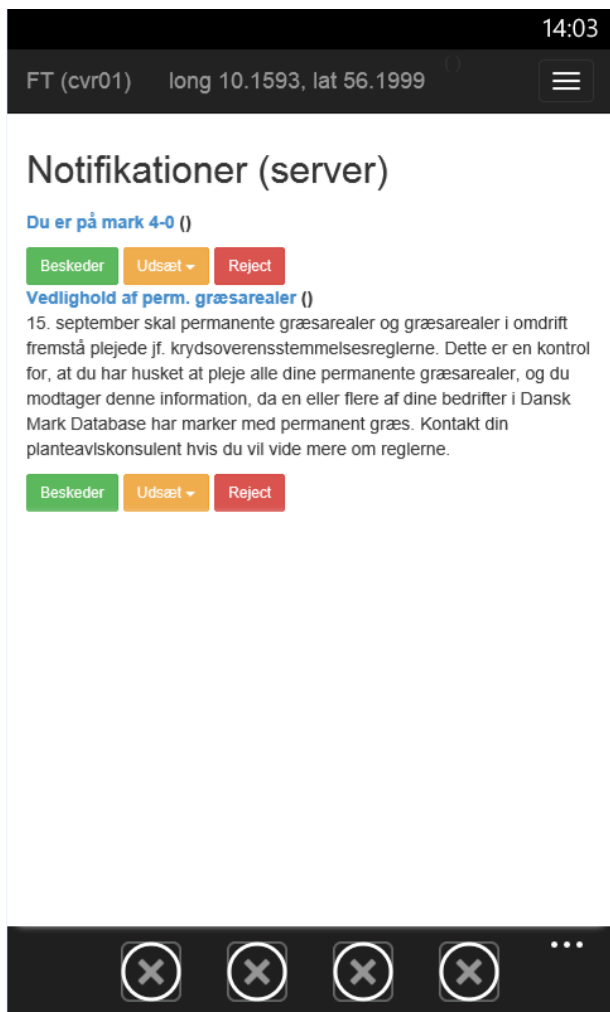 14:03
FT (cvr01) long 10.1593, lat 56.1999 ()
Notifikationer (server)
Du er på mark 4-0 ()
Beskeder Udsæt Reject
Vedlighold af perm. græsarealer ()
15. september skal permanente græsarealer og græsarealer i omdrift
fremstå plejede jf. krydsoverensstemmelsesreglerne. Dette er en kontrol
for, at du har husket at pleje alle dine permanente græsarealer, og du
modtager denne information, da en eller flere af dine bedrifter i Dansk
Mark Database har marker med permanent græs. Kontakt din
planteavlskonsulent hvis du vil vide mere om reglerne.
Beskeder Udsæt Reject